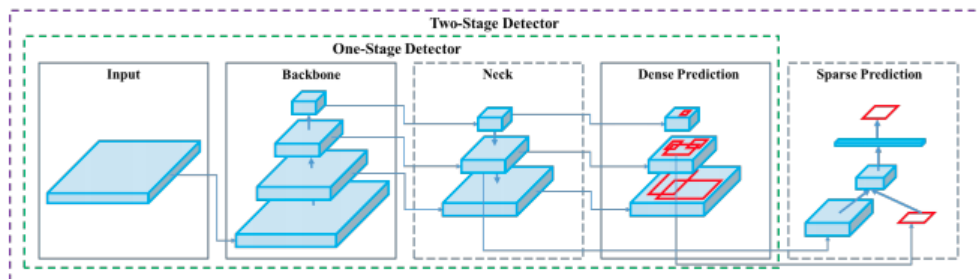 Two-Stage Detector
One-Stage Detector
Input
Backbone
Neck
Dense Prediction
Sparse Prediction